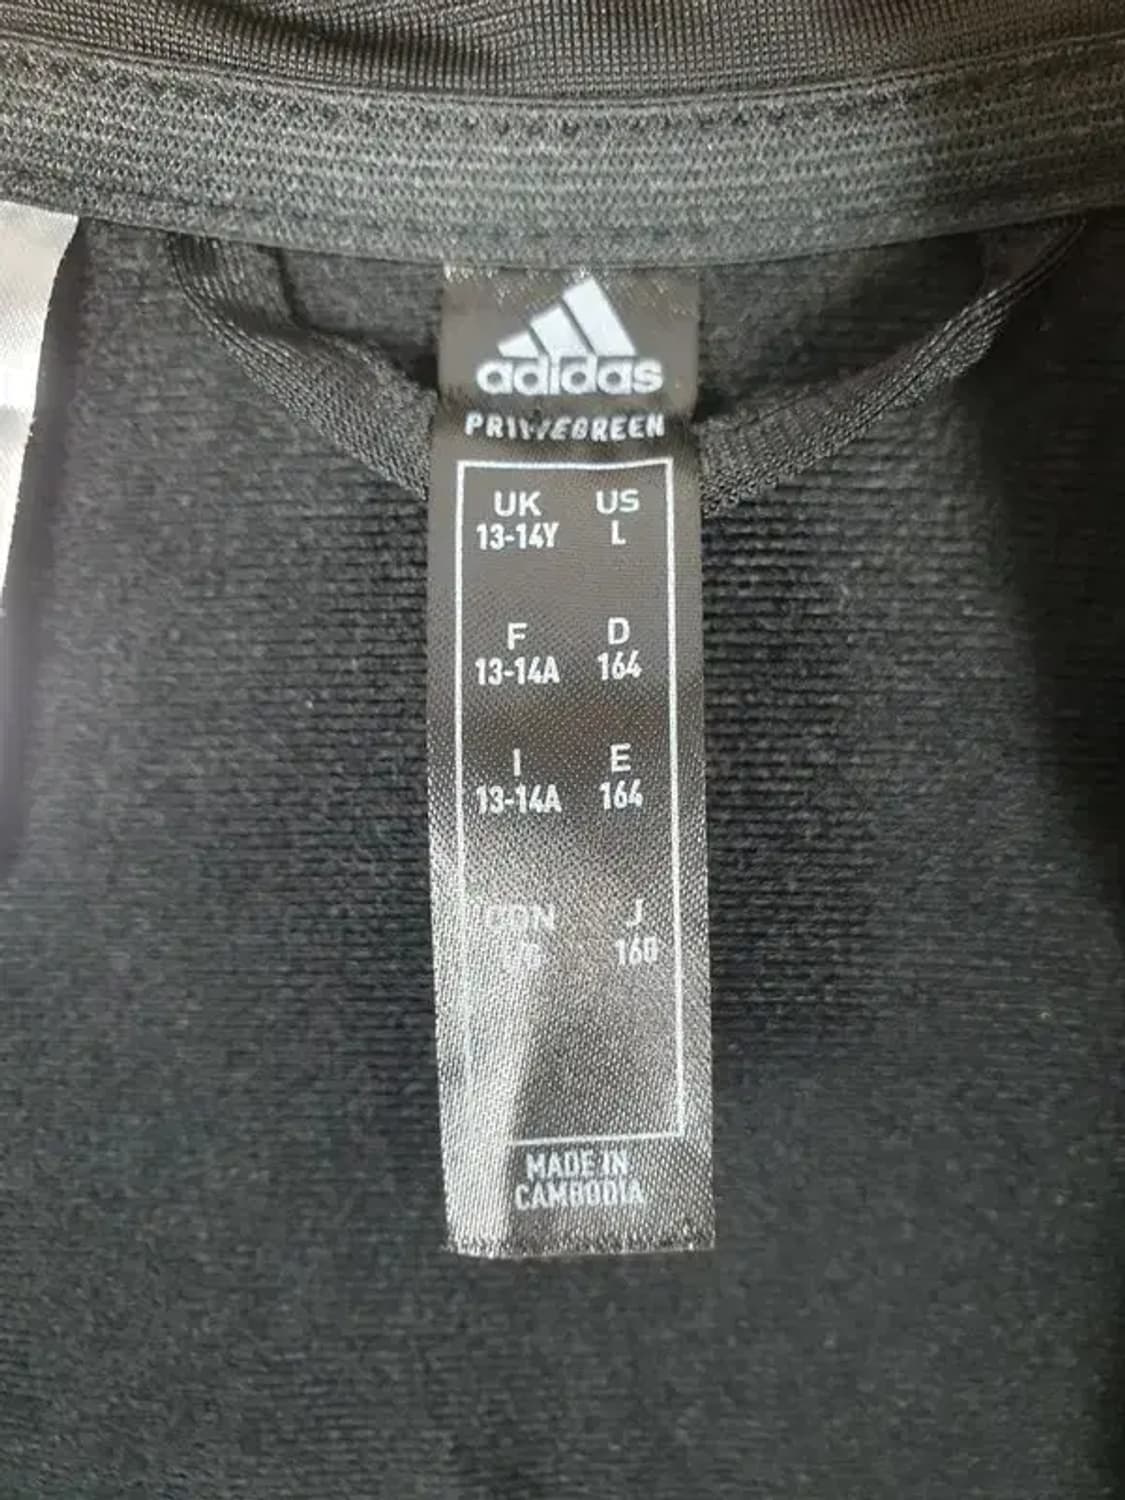 adidas
PRIMEGREEN
UK US
13-14Y L
F D
13-14A 164
I E
13-14A 164
J
160
MADE IN
CAMBODIA